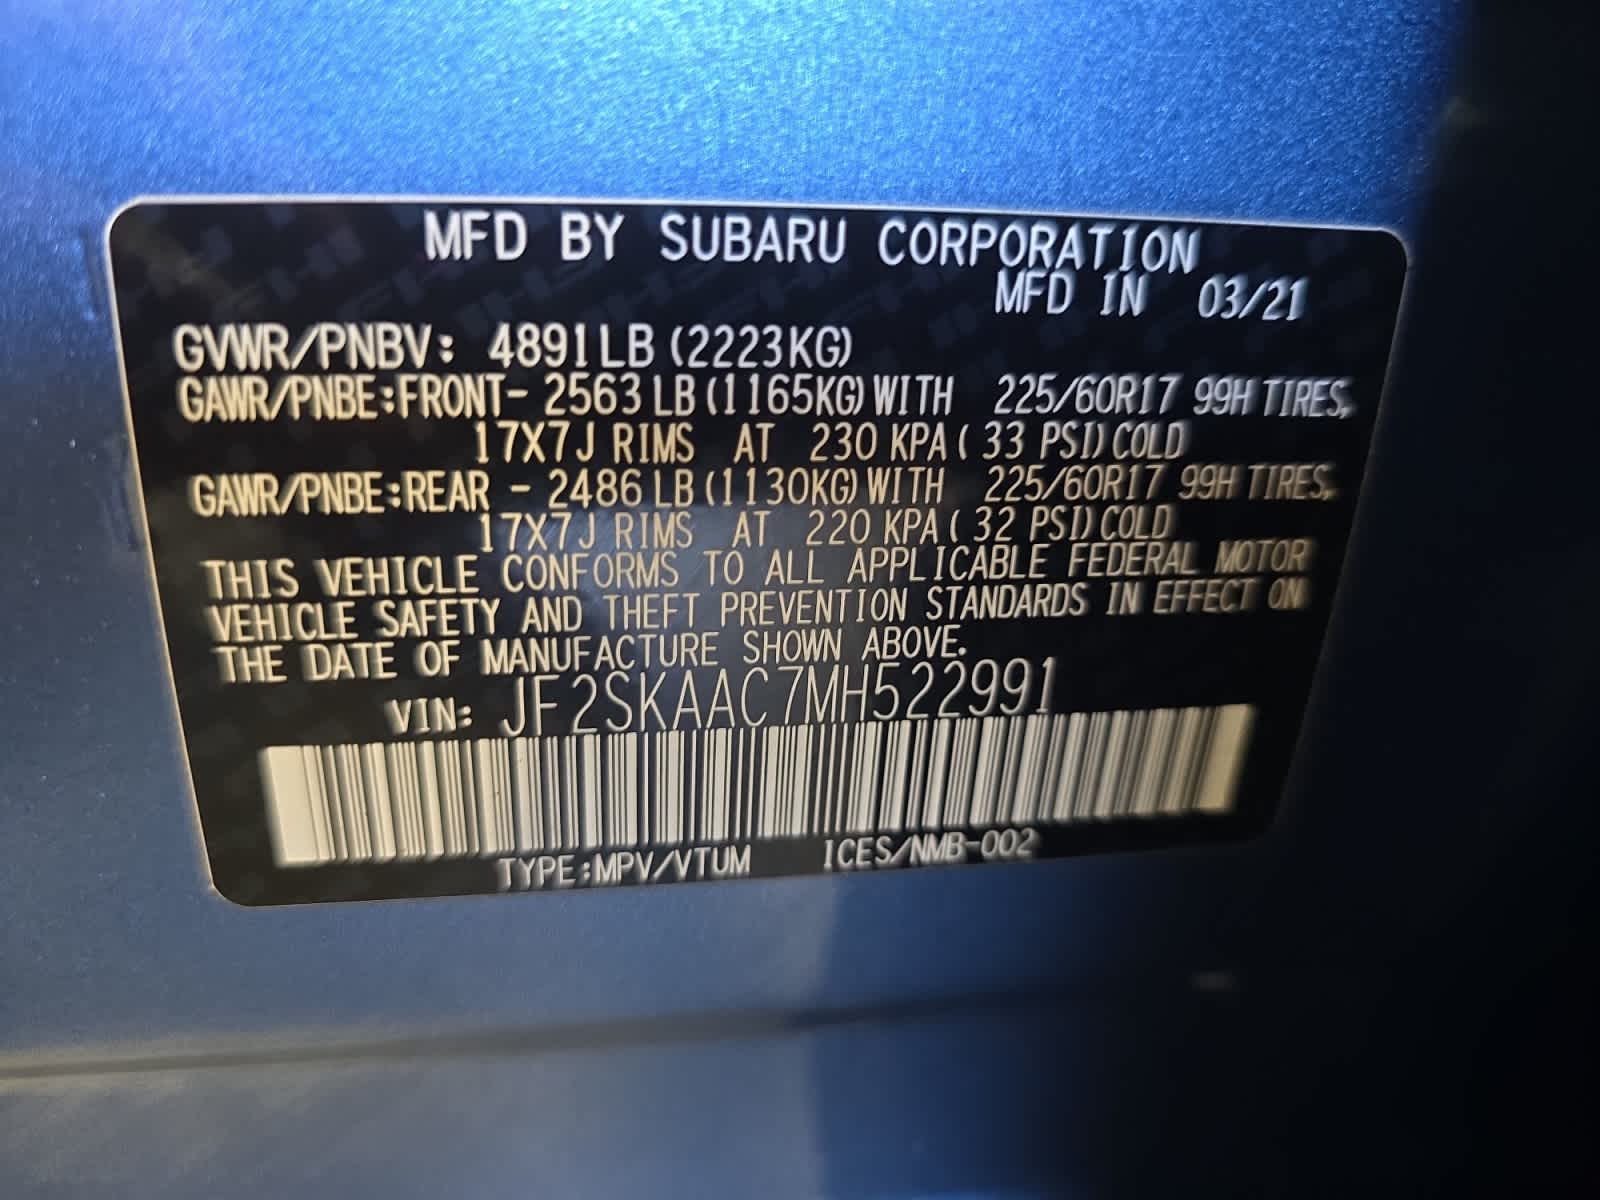 MFD BY SUBARU CORPORATION
MFD IN 03/21
GVWR/PNBV: 4891LB (2223KG)
GAWR/PNBE:FRONT- 2563 LB (1165KG) WITH 225/60R17 99H TIRES,
17X7J RIMS AT 230 KPA ( 33 PSI) COLD
GAWR/PNBE:REAR - 2486 LB (1130KG) WITH 225/60R17 99H TIRES,
17X7J RIMS AT 220 KPA ( 32 PSI) COLD
THIS VEHICLE CONFORMS TO ALL APPLICABLE FEDERAL MOTOR
VEHICLE SAFETY AND THEFT PREVENTION STANDARDS IN EFFECT ON
THE DATE OF MANUFACTURE SHOWN ABOVE.
VIN: JF2SKAAC7MH522991
TYPE:MPV/VTUM ICES/NMB-002